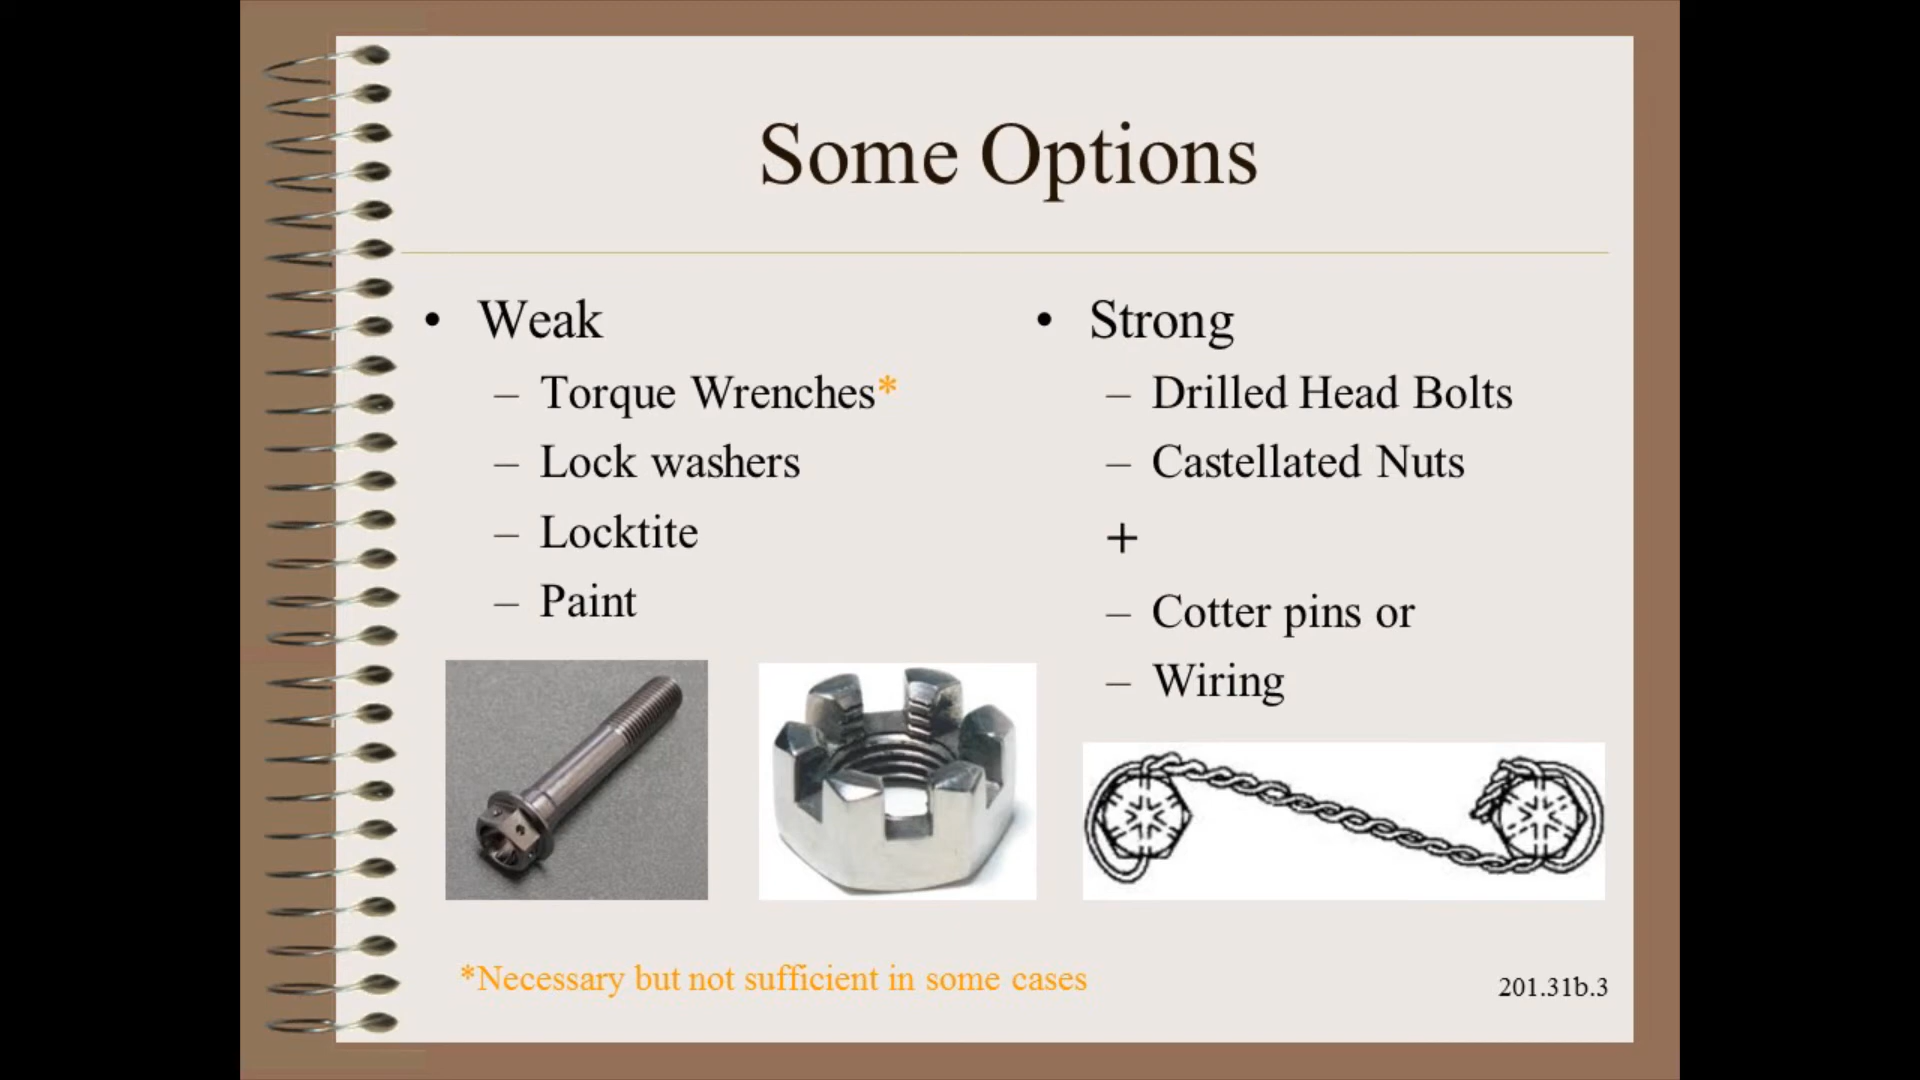 Some Options
• Weak
– Torque Wrenches*
– Lock washers
– Locktite
– Paint
• Strong
– Drilled Head Bolts
– Castellated Nuts
+
– Cotter pins or
– Wiring
*Necessary but not sufficient in some cases
201.31b.3